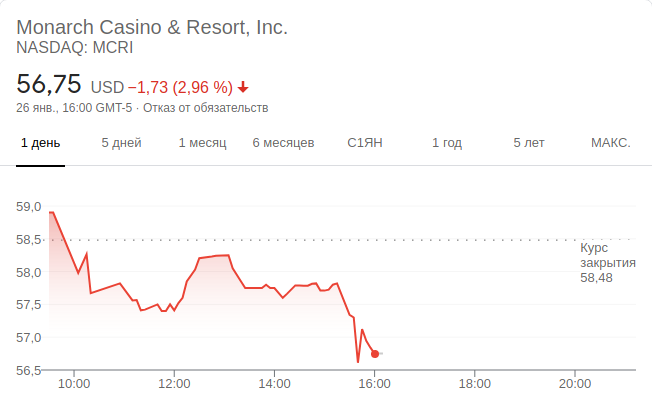 Monarch Casino & Resort, Inc.
NASDAQ: MCRI
56,75 USD −1,73 (2,96 %)
26 янв., 16:00 GMT-5 · Отказ от обязательств
1 день 5 дней 1 месяц 6 месяцев С1ЯН 1 год 5 лет МАКС.
59,0
58,5
Курс
закрытия
58,48
58,0
57,5
57,0
56,5
10:00 12:00 14:00 16:00 18:00 20:00